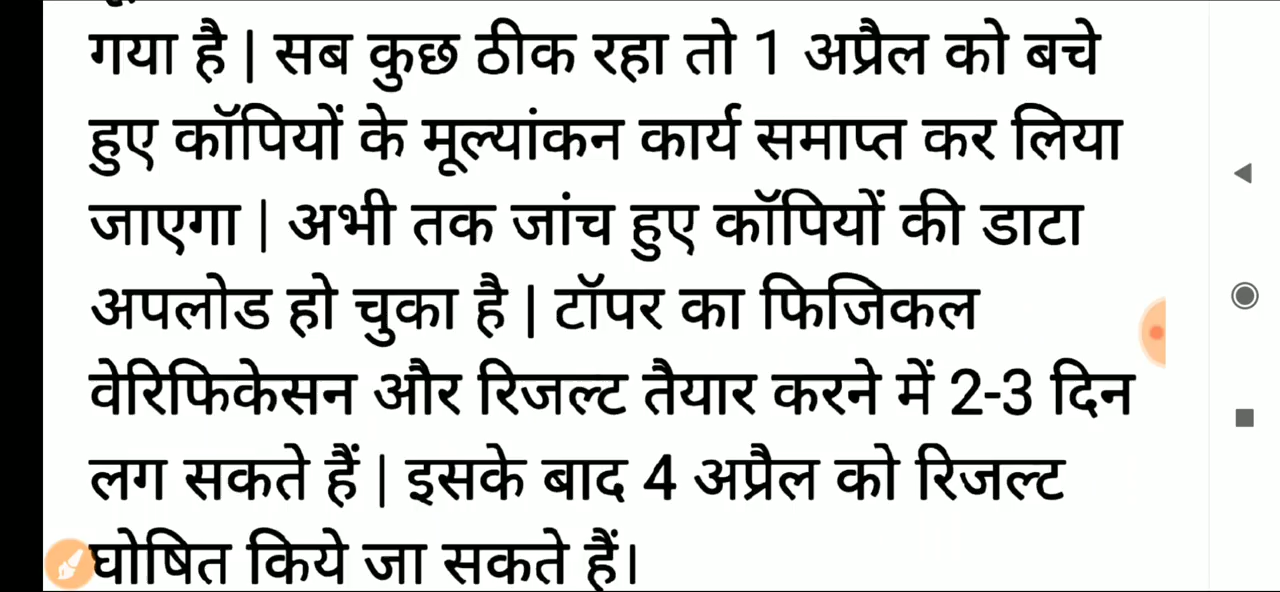 गया है | सब कुछ ठीक रहा तो 1 अप्रैल को बचे
हुए कॉपियों के मूल्यांकन कार्य समाप्त कर लिया
जाएगा | अभी तक जांच हुए कॉपियों की डाटा
अपलोड हो चुका है | टॉपर का फिजिकल
वेरिफिकेसन और रिजल्ट तैयार करने में 2-3 दिन
लग सकते हैं | इसके बाद 4 अप्रैल को रिजल्ट
घोषित किये जा सकते हैं।